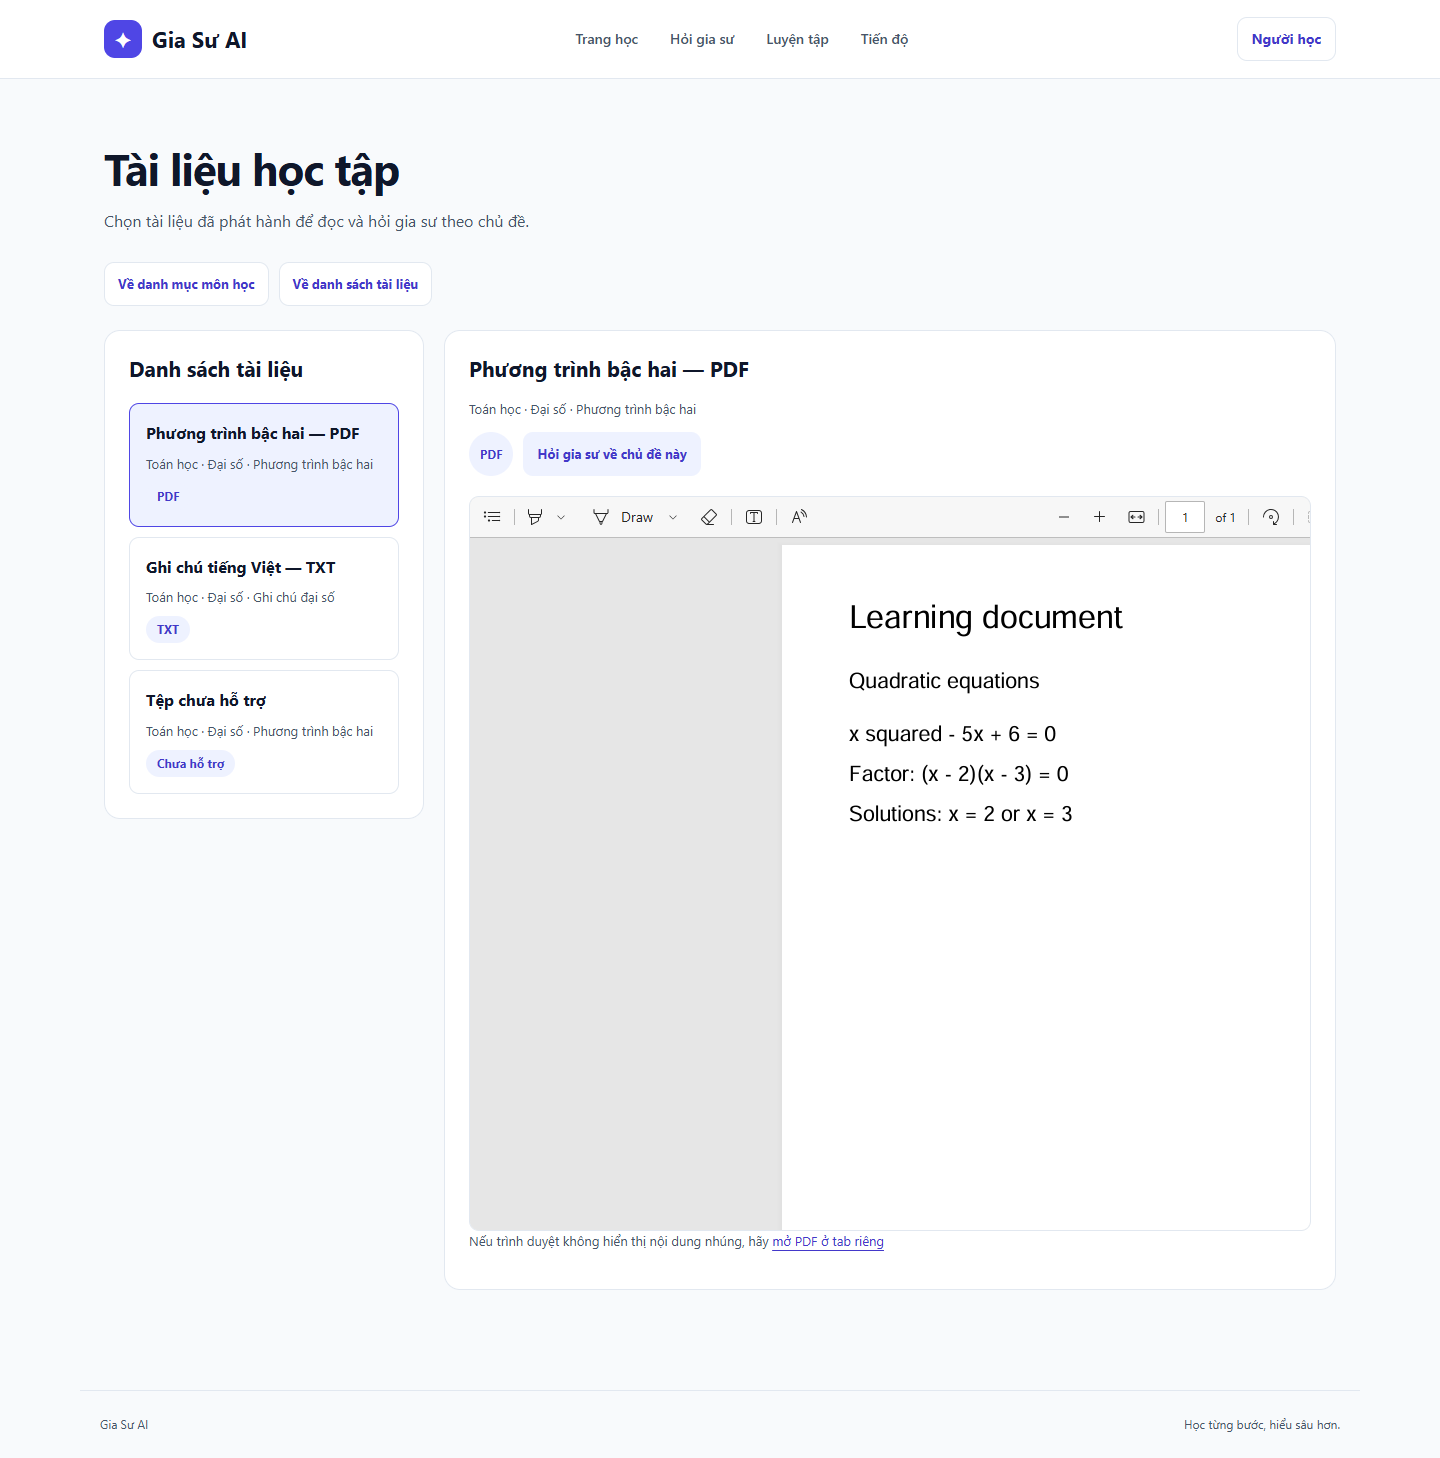 Gia Sư AI
Trang học
Hỏi gia sư
Luyện tập
Tiến độ
Người học
Tài liệu học tập
Chọn tài liệu đã phát hành để đọc và hỏi gia sư theo chủ đề.
Về danh mục môn học
Về danh sách tài liệu
Danh sách tài liệu
Phương trình bậc hai — PDF
Toán học · Đại số · Phương trình bậc hai
PDF
Ghi chú tiếng Việt — TXT
Toán học · Đại số · Ghi chú đại số
TXT
Tệp chưa hỗ trợ
Toán học · Đại số · Phương trình bậc hai
Chưa hỗ trợ
Phương trình bậc hai — PDF
Toán học · Đại số · Phương trình bậc hai
PDF
Hỏi gia sư về chủ đề này
Draw
1 of 1
Learning document
Quadratic equations
x squared - 5x + 6 = 0
Factor: (x - 2)(x - 3) = 0
Solutions: x = 2 or x = 3
Nếu trình duyệt không hiển thị nội dung nhúng, hãy mở PDF ở tab riêng
Gia Sư AI
Học từng bước, hiểu sâu hơn.